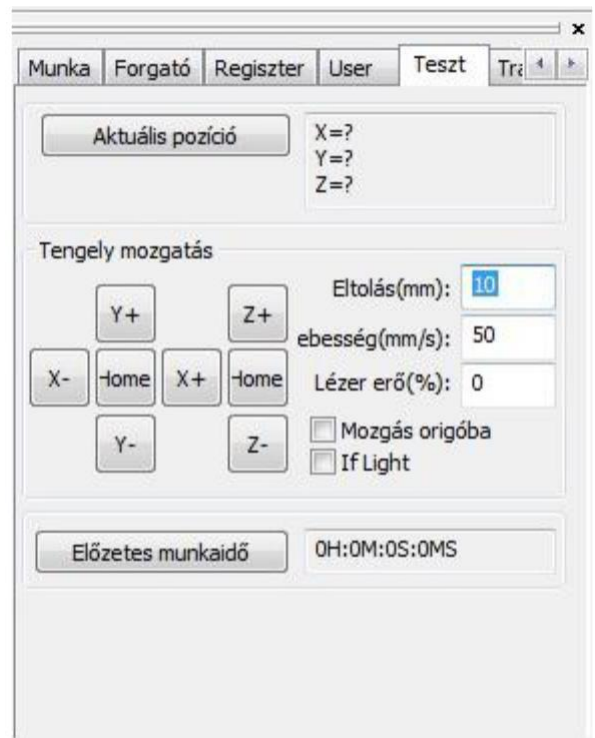 Munka Forgató Regiszter User Teszt Tra
Aktuális pozíció
X=?
Y=?
Z=?
Tengely mozgatás
Y+ Z+ Eltolás(mm): 10
X- Home X+ Home ebesség(mm/s): 50
Y- Z- Lézer erő(%): 0
Mozgás origóba
If Light
Előzetes munkaidő 0H:0M:0S:0MS